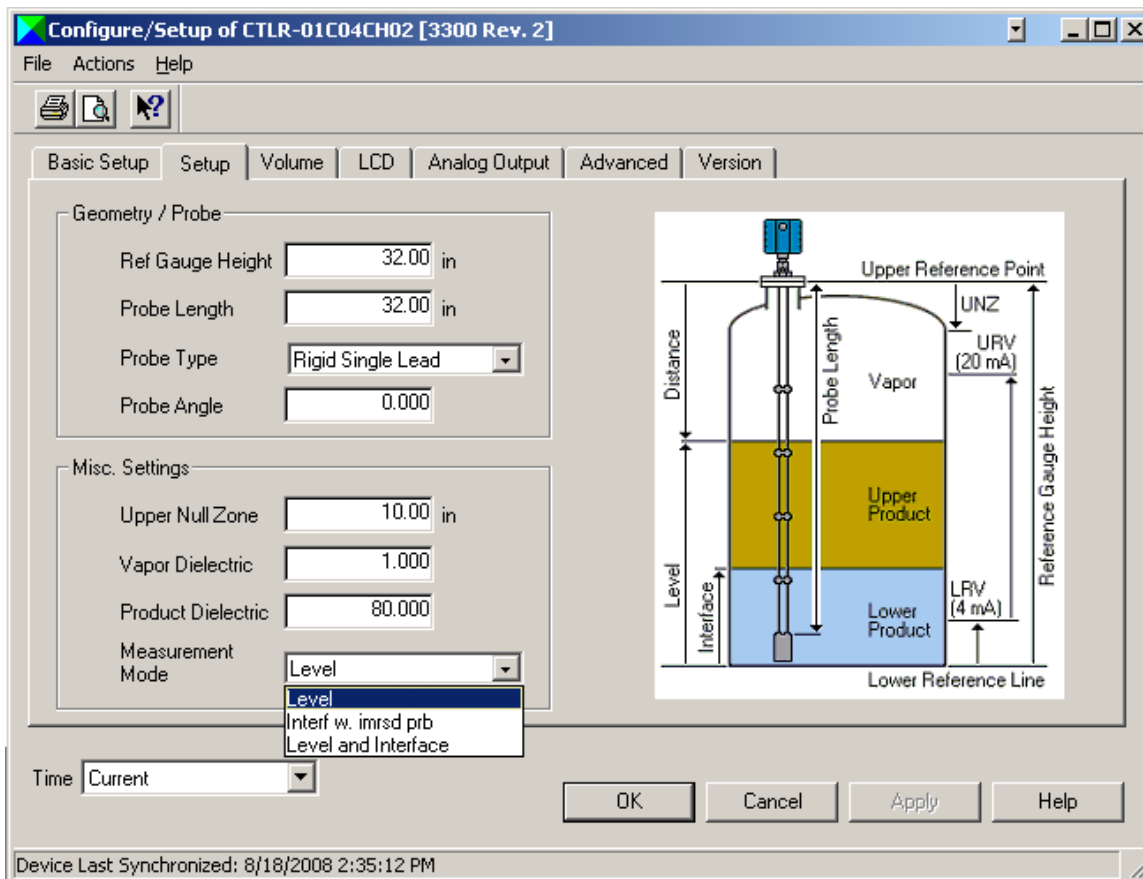 Configure/Setup of CTLR-01C04CH02 [3300 Rev. 2]
File Actions Help
Basic Setup Setup Volume LCD Analog Output Advanced Version
Geometry / Probe
Ref Gauge Height 32.00 in
Probe Length 32.00 in
Probe Type Rigid Single Lead
Probe Angle 0.000
Misc. Settings
Upper Null Zone 10.00 in
Vapor Dielectric 1.000
Product Dielectric 80.000
Measurement
Mode
Level
Level
Interf w. imrsd prb
Level and Interface
Upper Reference Point
UNZ
URV
(20 mA)
Distance
Probe Length
Vapor
Reference Gauge Height
Upper
Product
Level
Interface
LRV
(4 mA)
Lower
Product
Lower Reference Line
Time Current
OK Cancel Apply Help
Device Last Synchronized: 8/18/2008 2:35:12 PM